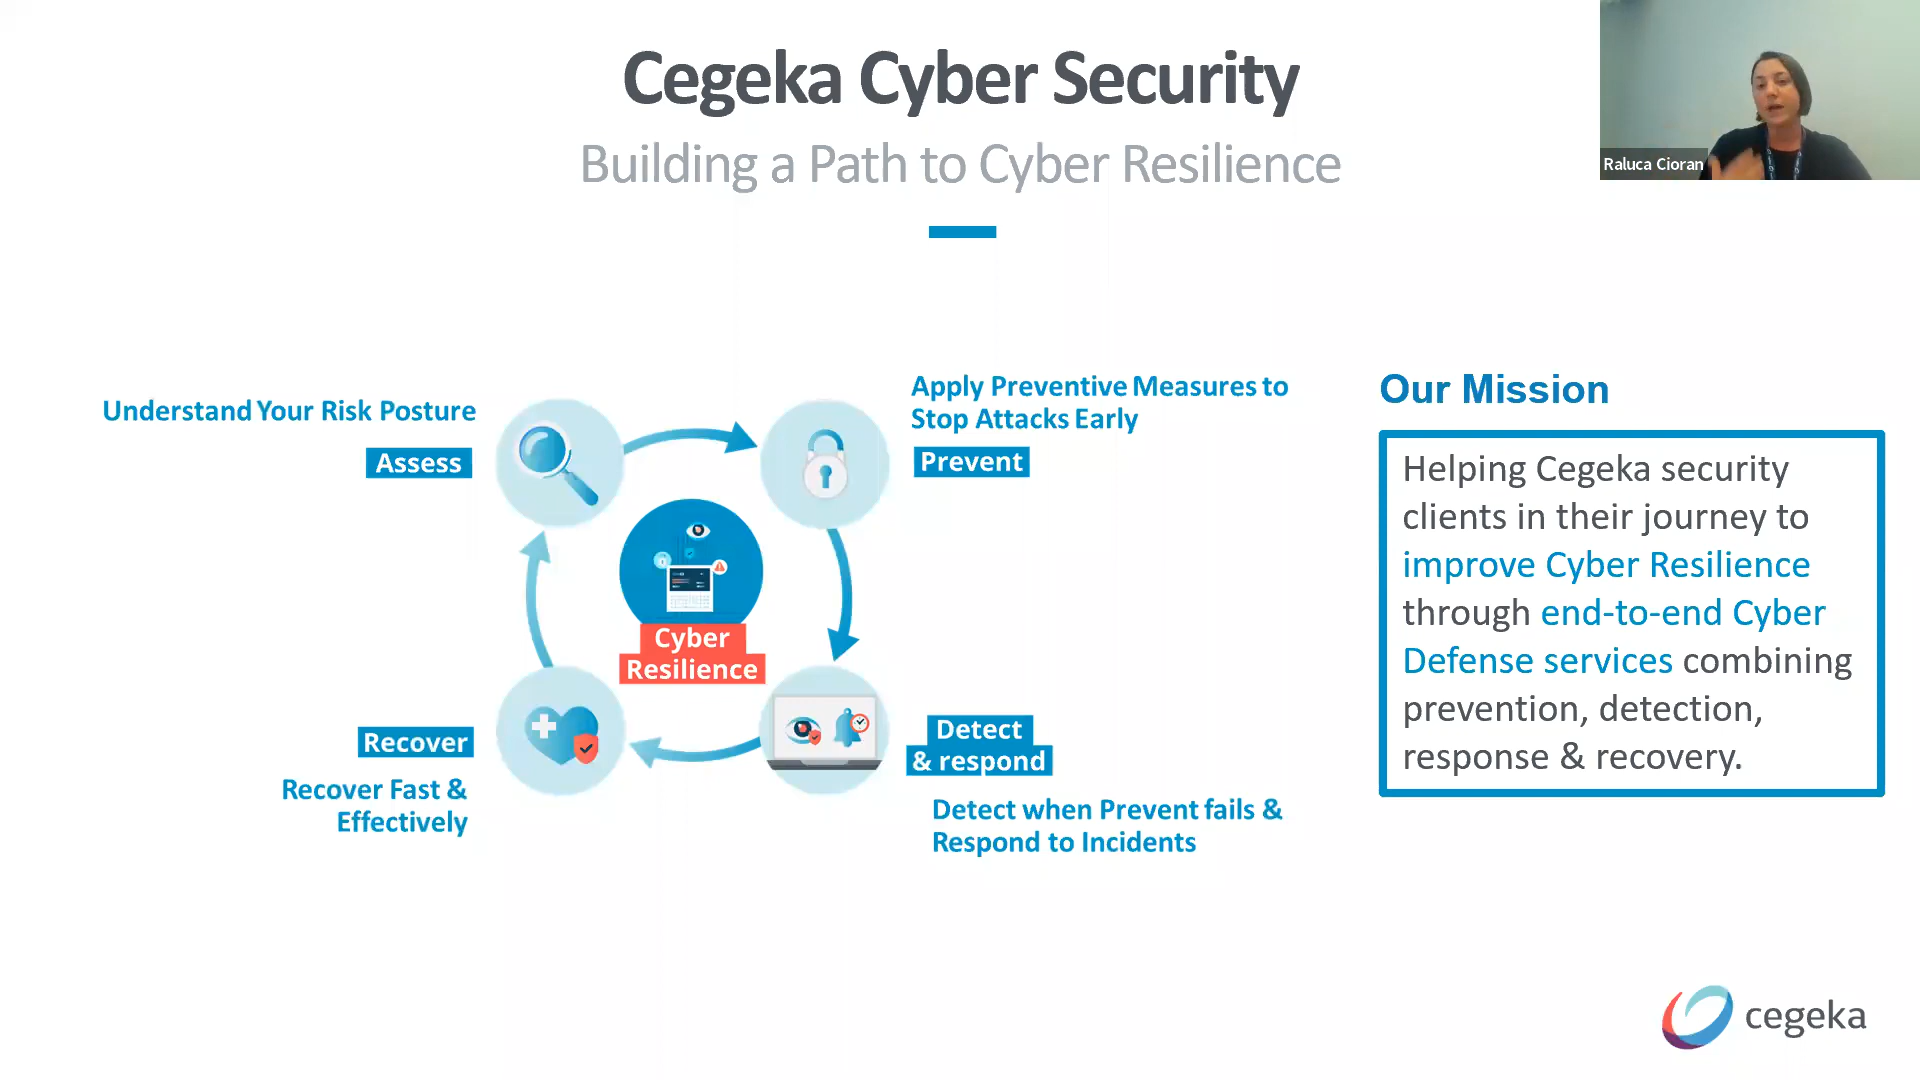 Cegeka Cyber Security
Building a Path to Cyber Resilience
Raluca Cioran
Understand Your Risk Posture
Assess
Apply Preventive Measures to
Stop Attacks Early
Prevent
Cyber
Resilience
Recover
Recover Fast &
Effectively
Detect
& respond
Detect when Prevent fails &
Respond to Incidents
Our Mission
Helping Cegeka security
clients in their journey to
improve Cyber Resilience
through end-to-end Cyber
Defense services combining
prevention, detection,
response & recovery.
cegeka